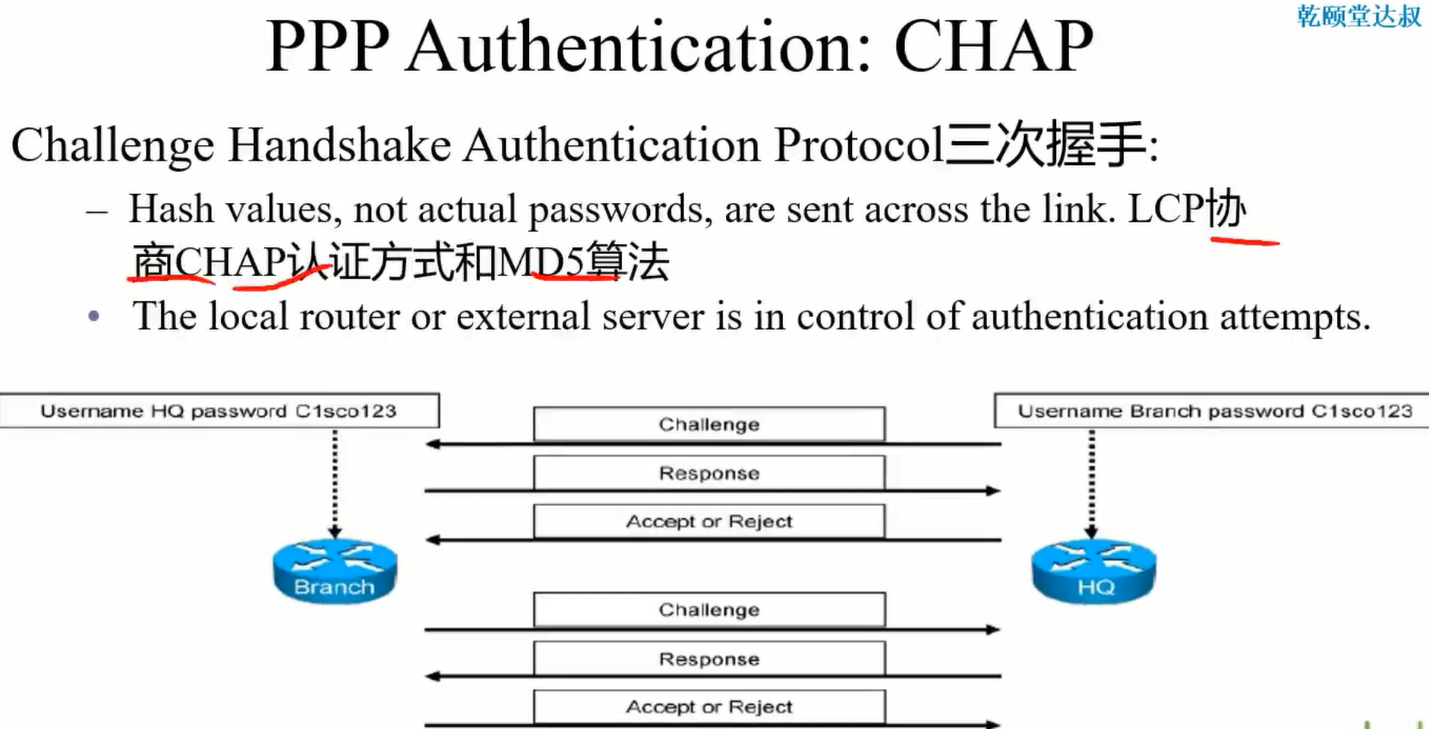 乾颐堂达叔
PPP Authentication: CHAP
Challenge Handshake Authentication Protocol三次握手:
– Hash values, not actual passwords, are sent across the link. LCP协
商CHAP认证方式和MD5算法
• The local router or external server is in control of authentication attempts.
Username HQ password C1sco123
Username Branch password C1sco123
Challenge
Response
Accept or Reject
Branch
HQ
Challenge
Response
Accept or Reject